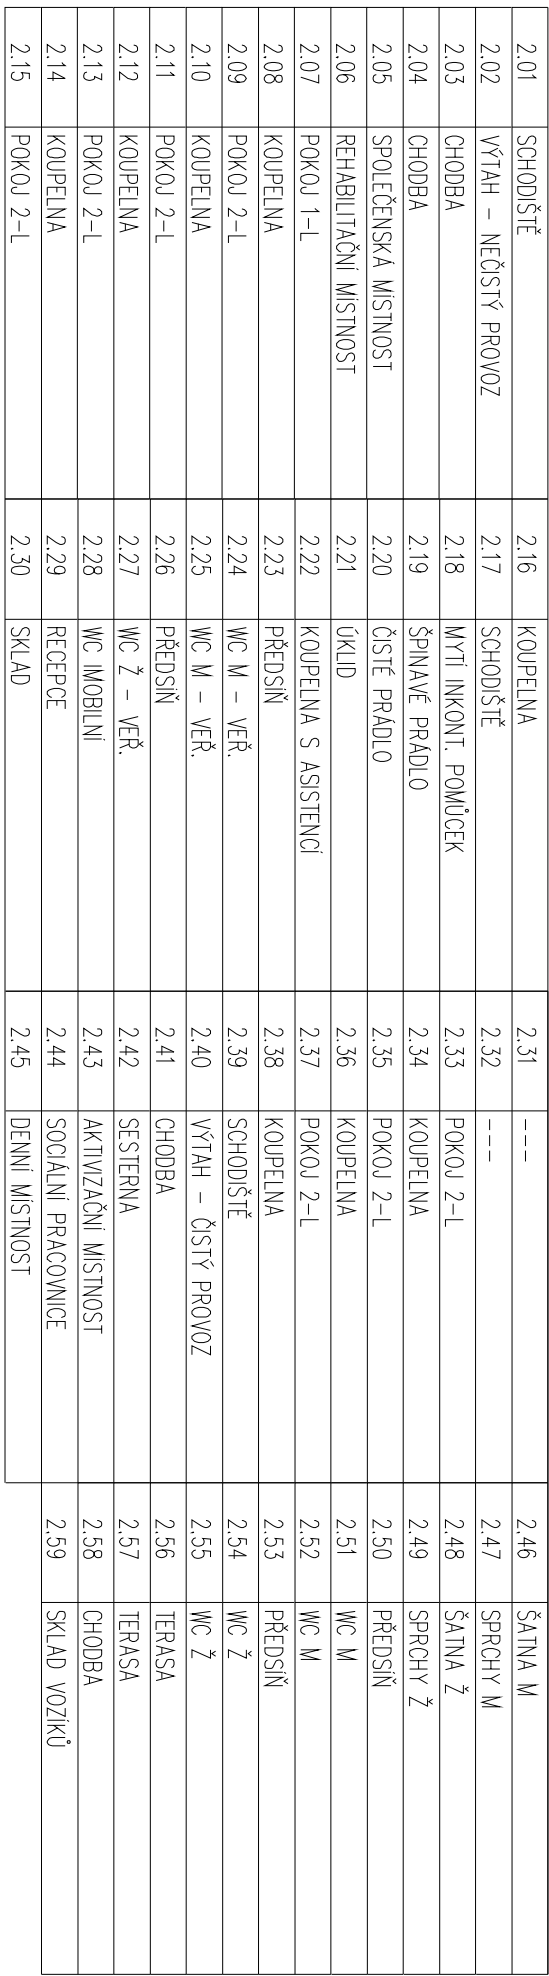 2.01 SCHODIŠTĚ
2.02 VÝTAH – NEČISTÝ PROVOZ
2.03 CHODBA
2.04 CHODBA
2.05 SPOLEČENSKÁ MÍSTNOST
2.06 REHABILITAČNÍ MÍSTNOST
2.07 POKOJ 1–L
2.08 KOUPELNA
2.09 POKOJ 2–L
2.10 KOUPELNA
2.11 POKOJ 2–L
2.12 KOUPELNA
2.13 POKOJ 2–L
2.14 KOUPELNA
2.15 POKOJ 2–L
2.16 KOUPELNA
2.17 SCHODIŠTĚ
2.18 MYTÍ INKONT. POMŮCEK
2.19 ŠPINAVÉ PRÁDLO
2.20 ČISTÉ PRÁDLO
2.21 ÚKLID
2.22 KOUPELNA S ASISTENCÍ
2.23 PŘEDSÍŇ
2.24 WC M – VEŘ.
2.25 WC M – VEŘ.
2.26 PŘEDSÍŇ
2.27 WC Ž – VEŘ.
2.28 WC IMOBILNÍ
2.29 RECEPCE
2.30 SKLAD
2.31 ---
2.32 ---
2.33 POKOJ 2–L
2.34 KOUPELNA
2.35 POKOJ 2–L
2.36 KOUPELNA
2.37 POKOJ 2–L
2.38 KOUPELNA
2.39 SCHODIŠTĚ
2.40 VÝTAH – ČISTÝ PROVOZ
2.41 CHODBA
2.42 SESTERNA
2.43 AKTIVIZAČNÍ MÍSTNOST
2.44 SOCIÁLNÍ PRACOVNICE
2.45 DENNÍ MÍSTNOST
2.46 ŠATNA M
2.47 SPRCHY M
2.48 ŠATNA Ž
2.49 SPRCHY Ž
2.50 PŘEDSÍŇ
2.51 WC M
2.52 WC M
2.53 PŘEDSÍŇ
2.54 WC Ž
2.55 WC Ž
2.56 TERASA
2.57 TERASA
2.58 CHODBA
2.59 SKLAD VOZÍKŮ